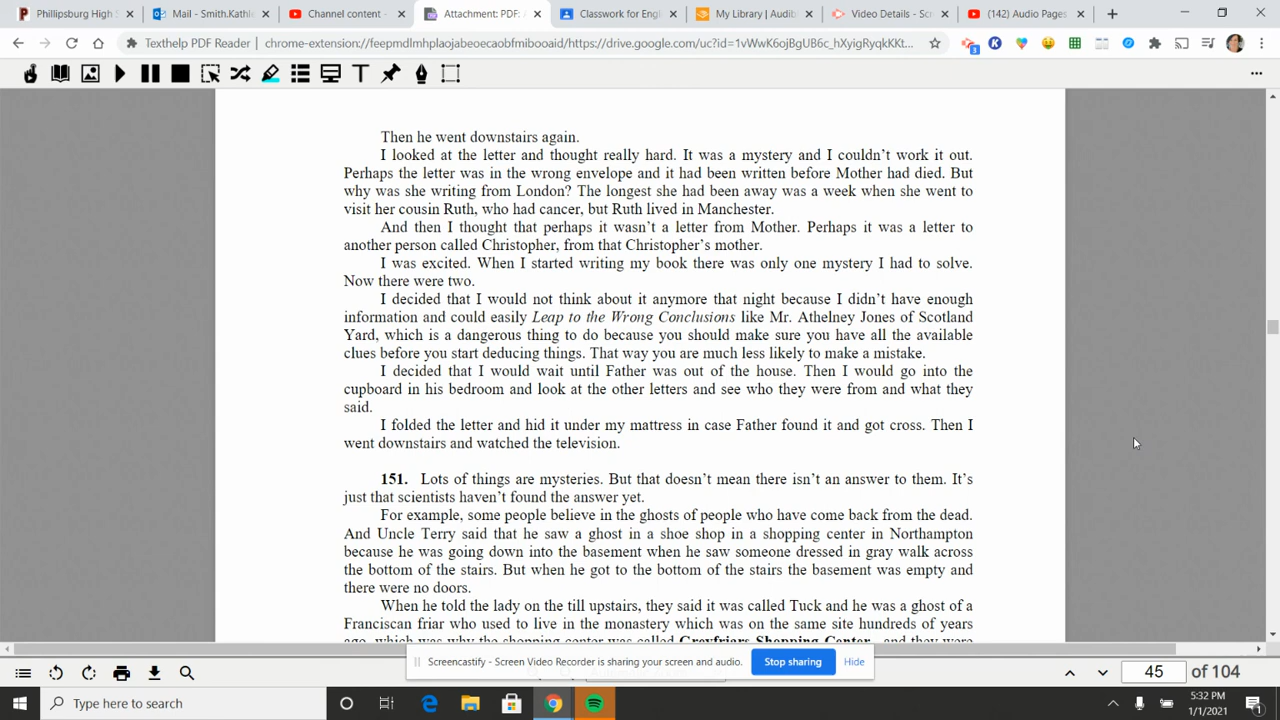 Phillipsburg High S
Mail - Smith.Kathle
Channel content -
Attachment: PDF:
Classwork for Engl
My Library | Audib
Video Details - Scr
(142) Audio Pages
Texthelp PDF Reader | chrome-extension://feepmdlmhplaojabeoecaobfmibooaid/https://drive.google.com/uc?id=1vWwK6ojBgUB6c_hXyigRyqkKKt...
Then he went downstairs again.
I looked at the letter and thought really hard. It was a mystery and I couldn't work it out.
Perhaps the letter was in the wrong envelope and it had been written before Mother had died. But
why was she writing from London? The longest she had been away was a week when she went to
visit her cousin Ruth, who had cancer, but Ruth lived in Manchester.
And then I thought that perhaps it wasn't a letter from Mother. Perhaps it was a letter to
another person called Christopher, from that Christopher's mother.
I was excited. When I started writing my book there was only one mystery I had to solve.
Now there were two.
I decided that I would not think about it anymore that night because I didn't have enough
information and could easily Leap to the Wrong Conclusions like Mr. Athelney Jones of Scotland
Yard, which is a dangerous thing to do because you should make sure you have all the available
clues before you start deducing things. That way you are much less likely to make a mistake.
I decided that I would wait until Father was out of the house. Then I would go into the
cupboard in his bedroom and look at the other letters and see who they were from and what they
said.
I folded the letter and hid it under my mattress in case Father found it and got cross. Then I
went downstairs and watched the television.
151. Lots of things are mysteries. But that doesn't mean there isn't an answer to them. It's
just that scientists haven't found the answer yet.
For example, some people believe in the ghosts of people who have come back from the dead.
And Uncle Terry said that he saw a ghost in a shoe shop in a shopping center in Northampton
because he was going down into the basement when he saw someone dressed in gray walk across
the bottom of the stairs. But when he got to the bottom of the stairs the basement was empty and
there were no doors.
When he told the lady on the till upstairs, they said it was called Tuck and he was a ghost of a
Franciscan friar who used to live in the monastery which was on the same site hundreds of years
ago, which was why the shopping center was called Greyfriars Shopping Center, and they were
Screencastify - Screen Video Recorder is sharing your screen and audio.
Stop sharing
Hide
45 of 104
Type here to search
5:32 PM
1/1/2021